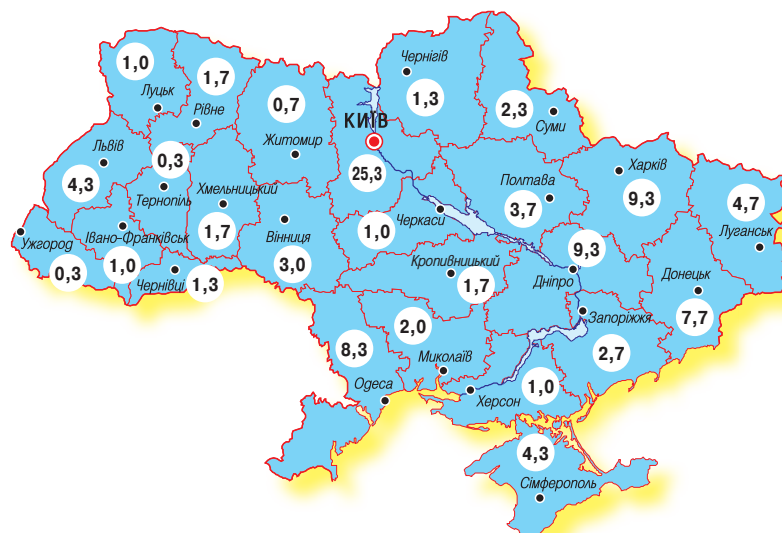 Чернігів
1,0
1,7
0,7
1,3
2,3
Луцьк
Рівне
Суми
КИЇВ
Житомир
Львів
0,3
Харків
4,3
25,3
Полтава
9,3
4,7
Тернопіль
Хмельницький
3,7
Черкаси
Ужгород
Івано-Франківськ
1,7
Вінниця
1,0
Луганськ
0,3
1,0
3,0
9,3
Чернівці
1,3
Кропивницький
1,7
Дніпро
Донецьк
8,3
2,0
Запоріжжя
7,7
Миколаїв
2,7
Одеса
Херсон
1,0
4,3
Сімферополь